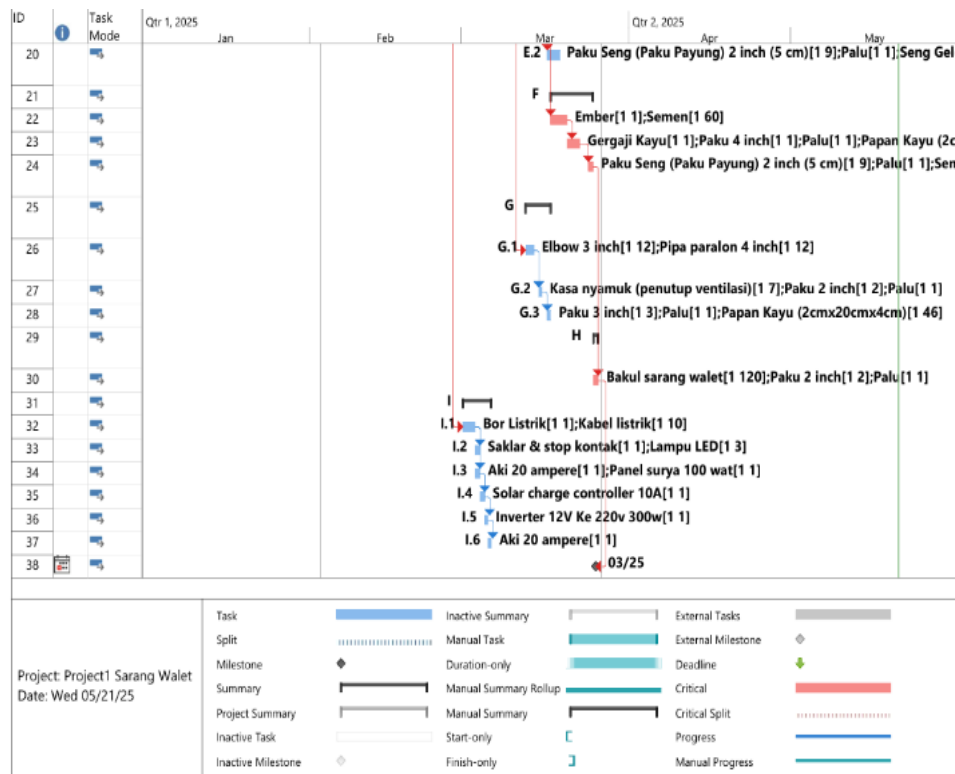 ID Task Mode Qtr 1, 2025 Qtr 2, 2025
Jan Feb Mar Apr May
20 E.2 Paku Seng (Paku Payung) 2 inch (5 cm)[1 9];Palu[1 1];Seng Gel
21 F
22 Ember[1 1];Semen[1 60]
23 Gergaji Kayu[1 1];Paku 4 inch[1 1];Palu[1 1];Papan Kayu (2c
24 Paku Seng (Paku Payung) 2 inch (5 cm)[1 9];Palu[1 1];Sen
25 G
26 G.1 Elbow 3 inch[1 12];Pipa paralon 4 inch[1 12]
27 G.2 Kasa nyamuk (penutup ventilasi)[1 7];Paku 2 inch[1 2];Palu[1 1]
28 G.3 Paku 3 inch[1 3];Palu[1 1];Papan Kayu (2cmx20cmx4cm)[1 46]
29 H
30 Bakul sarang walet[1 120];Paku 2 inch[1 2];Palu[1 1]
31 I
32 I.1 Bor Listrik[1 1];Kabel listrik[1 10]
33 I.2 Saklar & stop kontak[1 1];Lampu LED[1 3]
34 I.3 Aki 20 ampere[1 1];Panel surya 100 wat[1 1]
35 I.4 Solar charge controller 10A[1 1]
36 I.5 Inverter 12V Ke 220v 300w[1 1]
37 I.6 Aki 20 ampere[1 1]
38 03/25
Project: Project1 Sarang Walet
Date: Wed 05/21/25
Task Inactive Summary External Tasks
Split Manual Task External Milestone
Milestone Duration-only Deadline
Summary Manual Summary Rollup Critical
Project Summary Manual Summary Critical Split
Inactive Task Start-only Progress
Inactive Milestone Finish-only Manual Progress